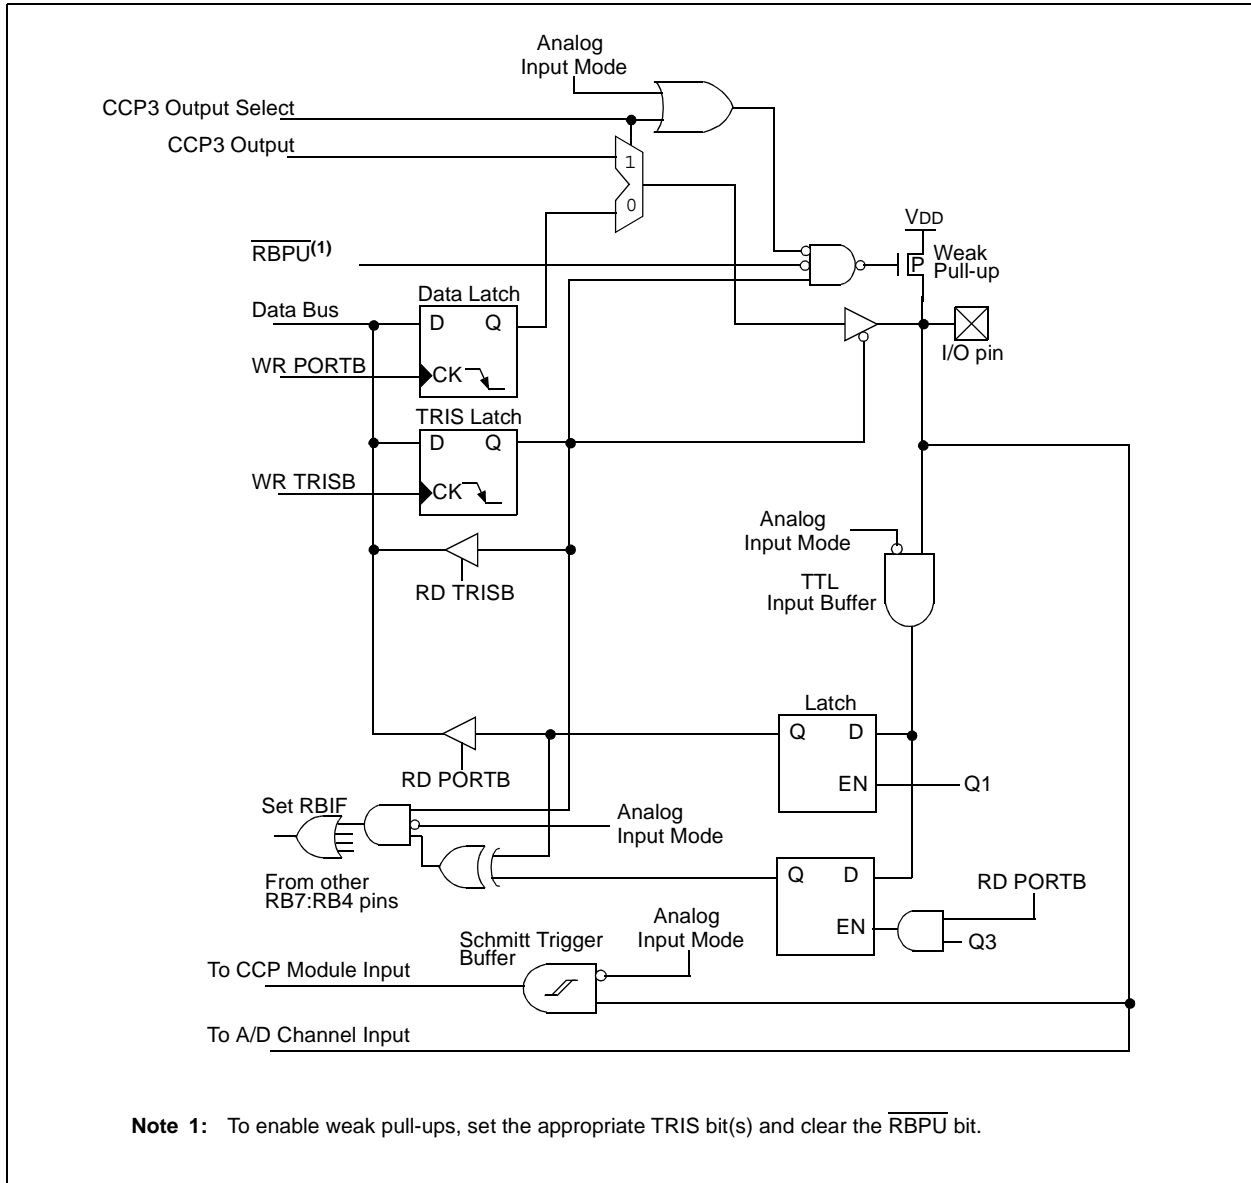 Analog
Input Mode
CCP3 Output Select
CCP3 Output
1
0
VDD
RBPU(1)
Weak
Pull-up
P
Data Latch
Data Bus
D Q
I/O pin
WR PORTB
CK
TRIS Latch
D Q
WR TRISB
CK
Analog
Input Mode
TTL
Input Buffer
RD TRISB
Latch
Q D
RD PORTB
EN
Q1
Set RBIF
Analog
Input Mode
From other
RB7:RB4 pins
Q D
RD PORTB
EN
Q3
Analog
Input Mode
Schmitt Trigger
Buffer
To CCP Module Input
To A/D Channel Input
Note 1: To enable weak pull-ups, set the appropriate TRIS bit(s) and clear the RBPU bit.